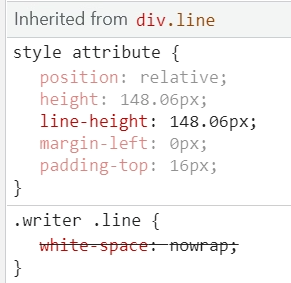 Inherited from div.line
style attribute {
position: relative;
height: 148.06px;
line-height: 148.06px;
margin-left: 0px;
padding-top: 16px;
}
.writer .line {
white-space: nowrap;
}